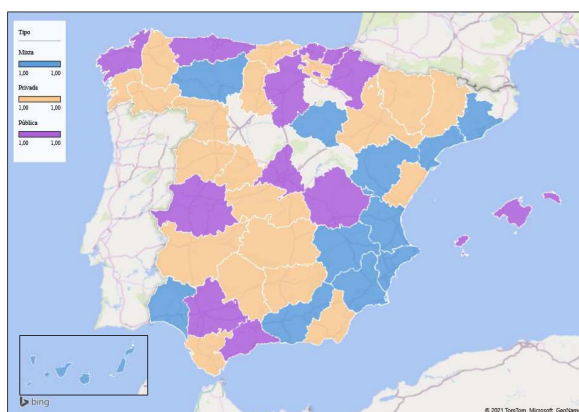 Tipo
Mixta
1,00 1,00
Privada
1,00 1,00
Pública
1,00 1,00
bing
© 2021 TomTom, Microsoft, GeoNam